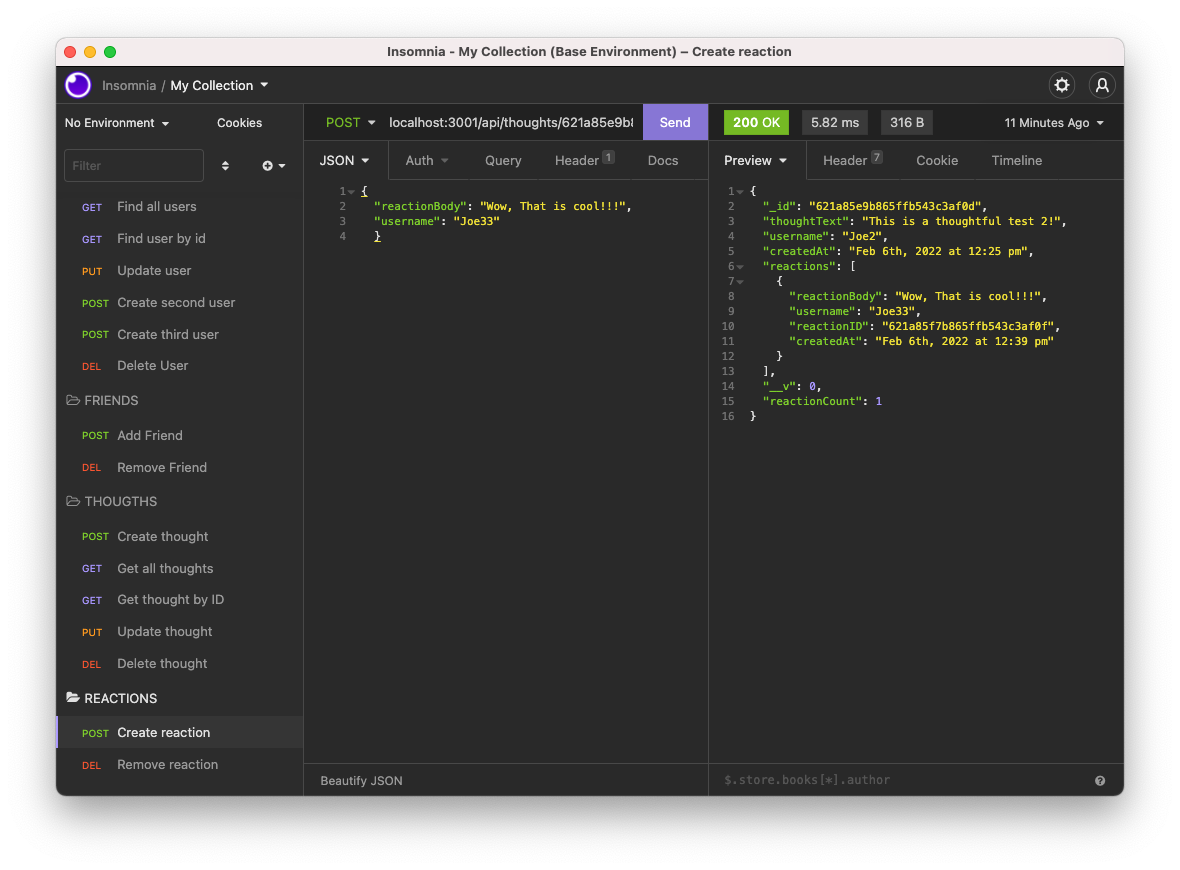 Insomnia - My Collection (Base Environment) – Create reaction
Insomnia / My Collection
No Environment Cookies
Filter
GET Find all users
GET Find user by id
PUT Update user
POST Create second user
POST Create third user
DEL Delete User
FRIENDS
POST Add Friend
DEL Remove Friend
THOUGTHS
POST Create thought
GET Get all thoughts
GET Get thought by ID
PUT Update thought
DEL Delete thought
REACTIONS
POST Create reaction
DEL Remove reaction
POST localhost:3001/api/thoughts/621a85e9b8 Send
JSON Auth Query Header 1 Docs
1 {
2 "reactionBody": "Wow, That is cool!!!",
3 "username": "Joe33"
4 }
Beautify JSON
200 OK 5.82 ms 316 B 11 Minutes Ago
Preview Header 7 Cookie Timeline
1 {
2 "_id": "621a85e9b865ffb543c3af0d",
3 "thoughtText": "This is a thoughtful test 2!",
4 "username": "Joe2",
5 "createdAt": "Feb 6th, 2022 at 12:25 pm",
6 "reactions": [
7 {
8 "reactionBody": "Wow, That is cool!!!",
9 "username": "Joe33",
10 "reactionID": "621a85f7b865ffb543c3af0f",
11 "createdAt": "Feb 6th, 2022 at 12:39 pm"
12 }
13 ],
14 "__v": 0,
15 "reactionCount": 1
16 }
$.store.books[*].author